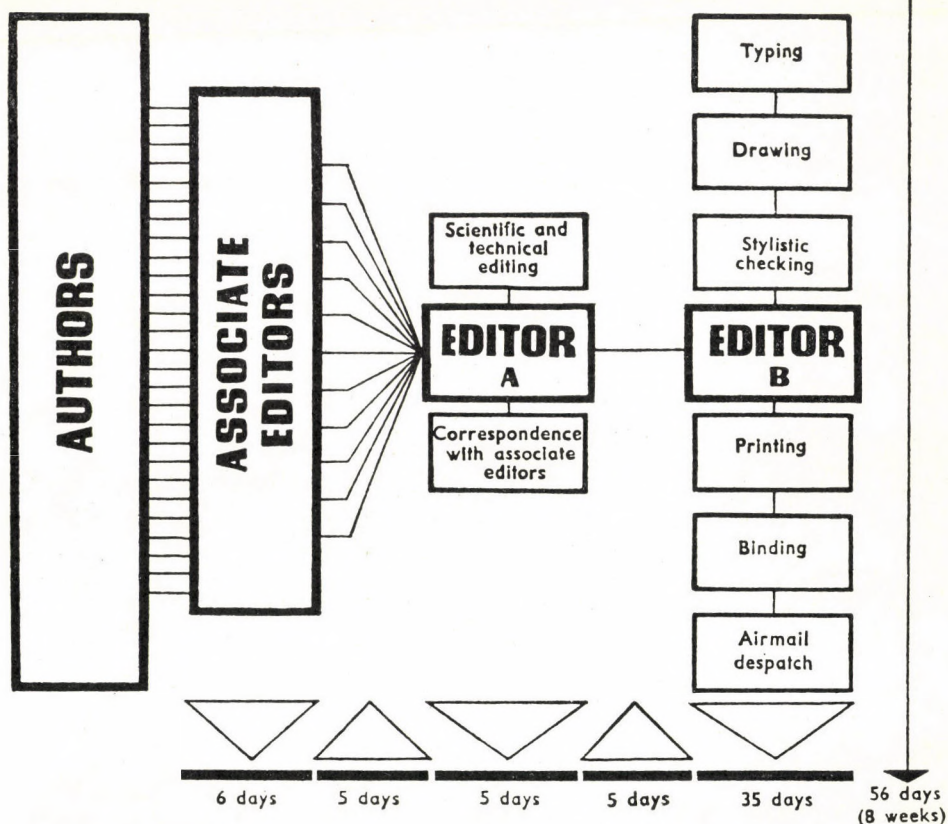 AUTHORS
ASSOCIATE
EDITORS
Scientific and
technical
editing
EDITOR
A
Correspondence
with associate
editors
Typing
Drawing
Stylistic
checking
EDITOR
B
Printing
Binding
Airmail
despatch
6 days
5 days
5 days
5 days
35 days
56 days
(8 weeks)